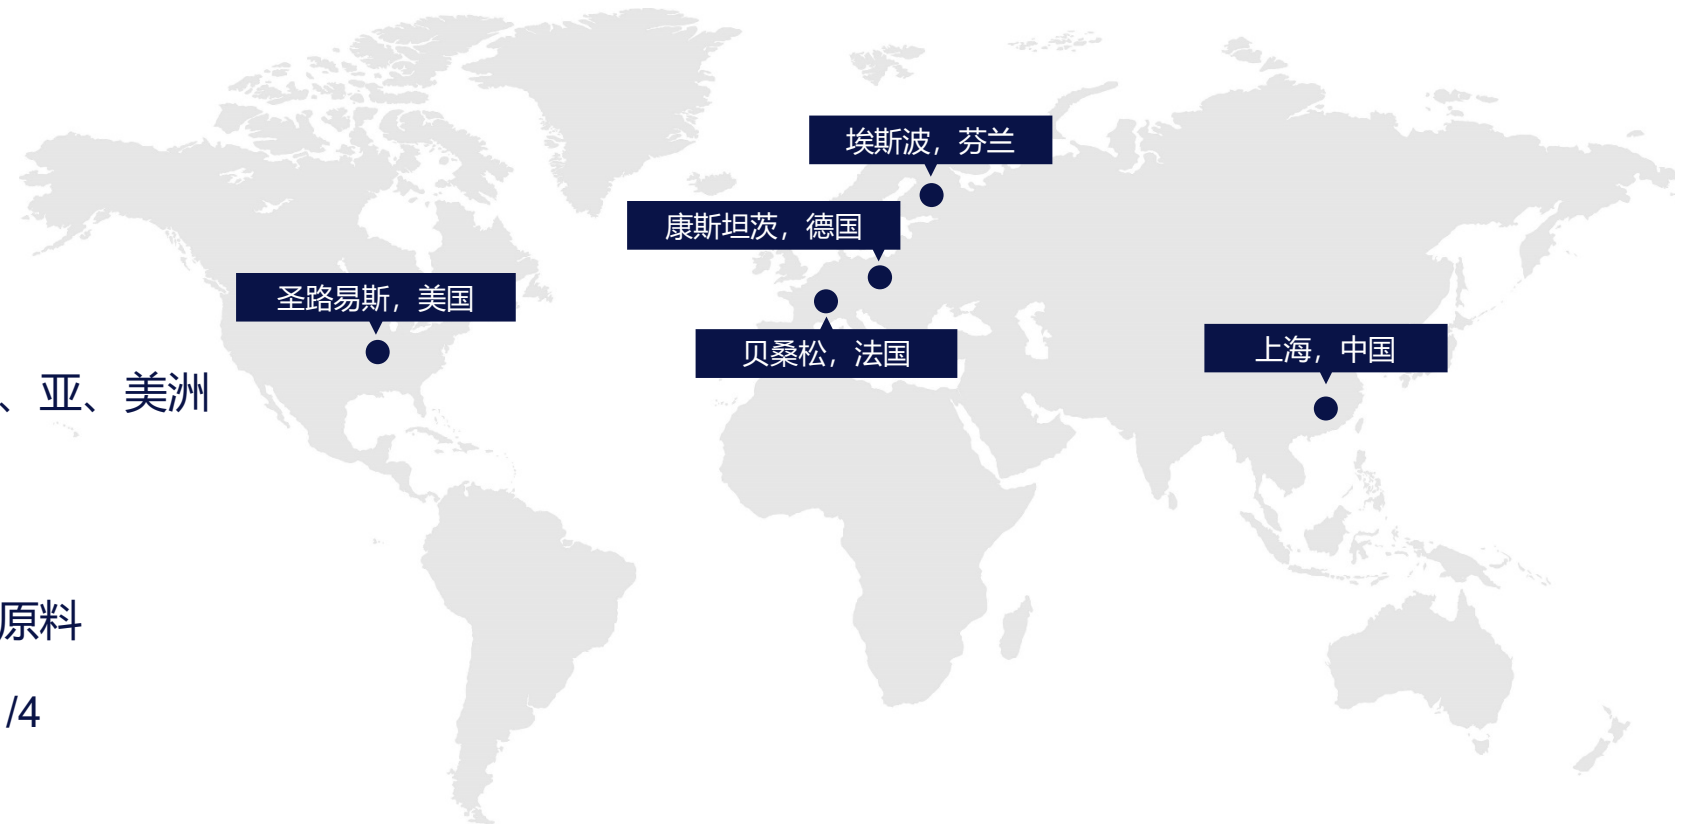 埃斯波，芬兰
康斯坦茨，德国
圣路易斯，美国
贝桑松，法国
上海，中国
、亚、美洲
原料
/4